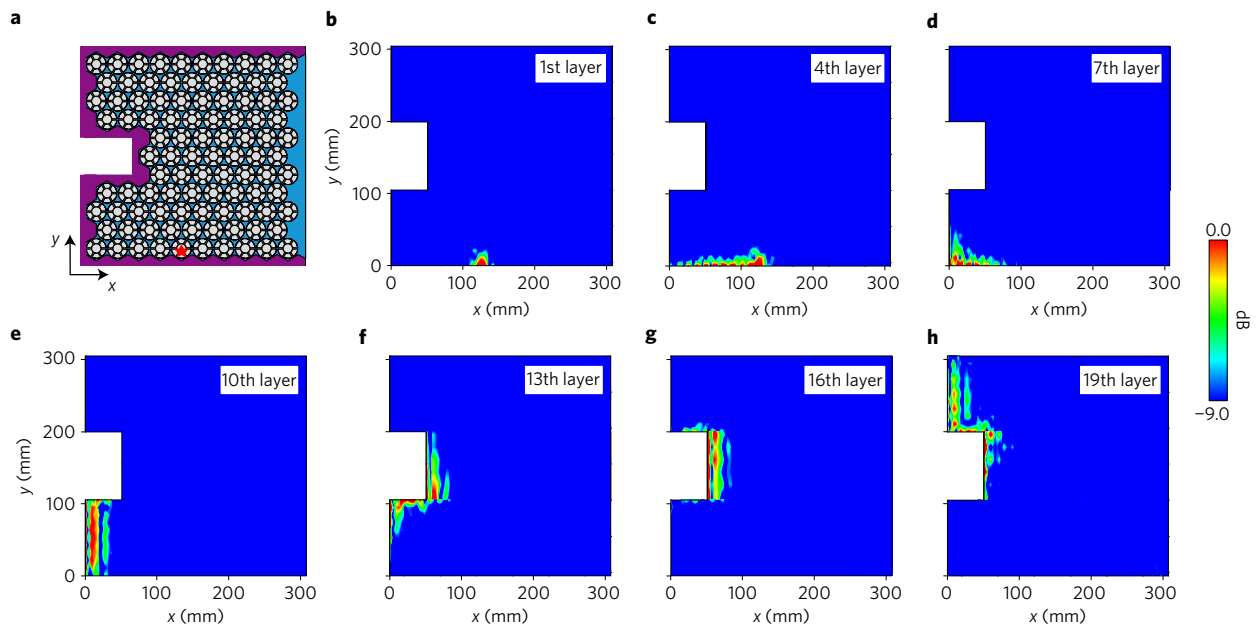 a
y
x
b
300
200
100
0
y (mm)
1st layer
0 100 200 300
x (mm)
c
4th layer
0 100 200 300
x (mm)
d
7th layer
0 100 200 300
x (mm)
0.0
dB
−9.0
e
300
200
100
0
y (mm)
10th layer
0 100 200 300
x (mm)
f
13th layer
0 100 200 300
x (mm)
g
16th layer
0 100 200 300
x (mm)
h
19th layer
0 100 200 300
x (mm)